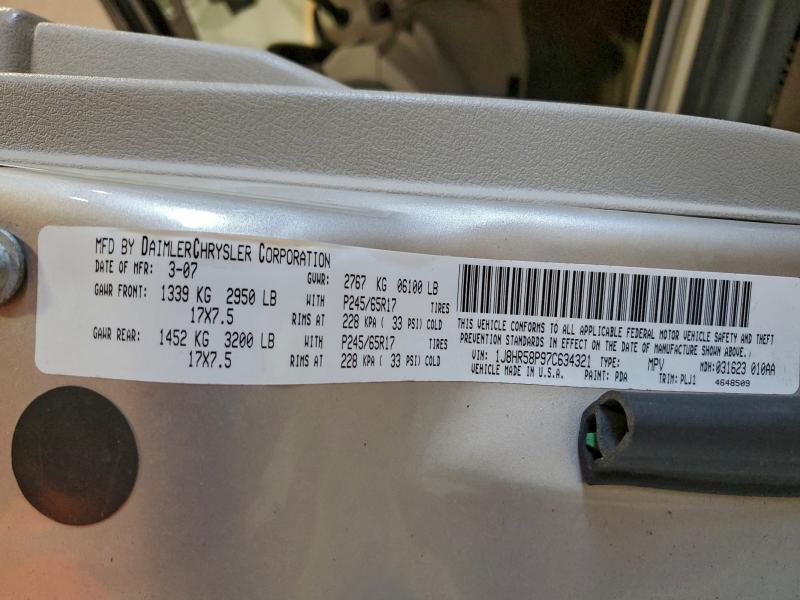 MFD BY DAIMLERCHRYSLER CORPORATION
DATE OF MFR: 3-07 GVWR: 2767 KG 06100 LB
GAWR FRONT: 1339 KG 2950 LB WITH P245/65R17 TIRES
17X7.5 RIMS AT 228 KPA ( 33 PSI) COLD
GAWR REAR: 1452 KG 3200 LB WITH P245/65R17 TIRES
17X7.5 RIMS AT 228 KPA ( 33 PSI) COLD
THIS VEHICLE CONFORMS TO ALL APPLICABLE FEDERAL MOTOR VEHICLE SAFETY AND THEFT
PREVENTION STANDARDS IN EFFECT ON THE DATE OF MANUFACTURE SHOWN ABOVE.
VIN: 1J8HR58P97C634321 TYPE: MPV MDH:031623 010AA
VEHICLE MADE IN U.S.A. PAINT: PDA TRIM: PLJ1 4648509